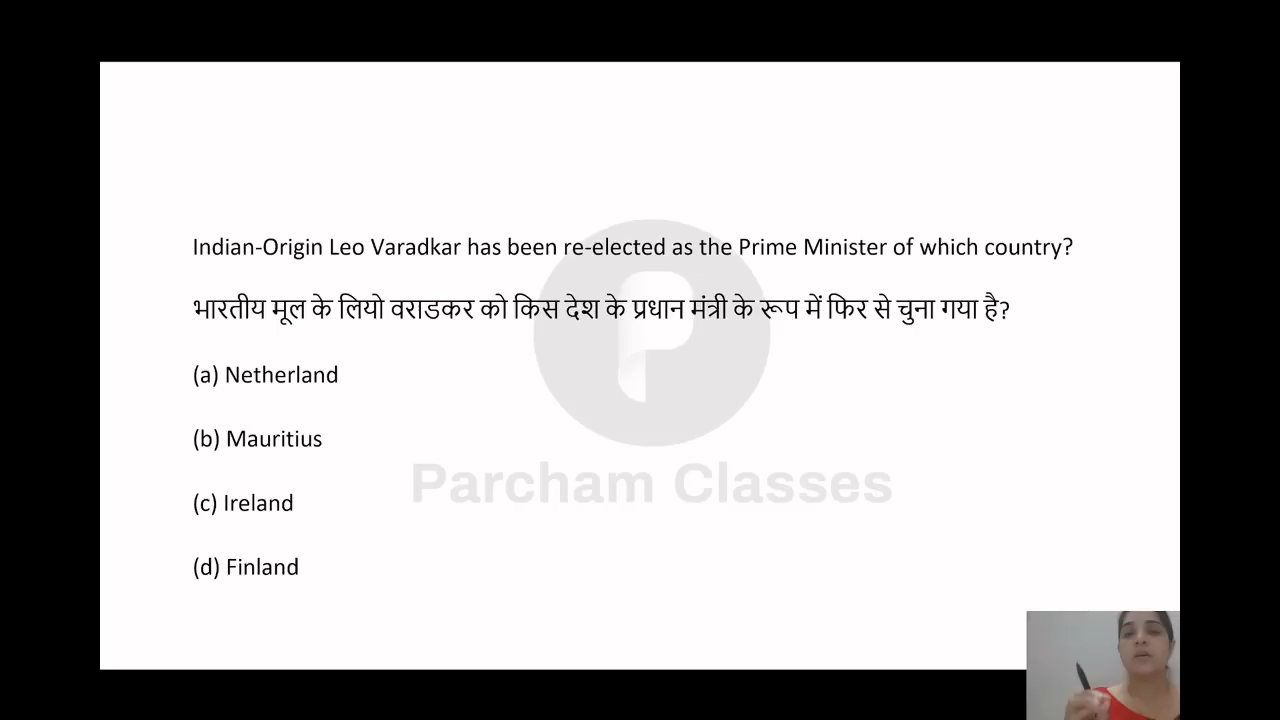 Indian-Origin Leo Varadkar has been re-elected as the Prime Minister of which country?
भारतीय मूल के लियो वराडकर को किस देश के प्रधान मंत्री के रूप में फिर से चुना गया है?
(a) Netherland
(b) Mauritius
Parcham Classes
(c) Ireland
(d) Finland